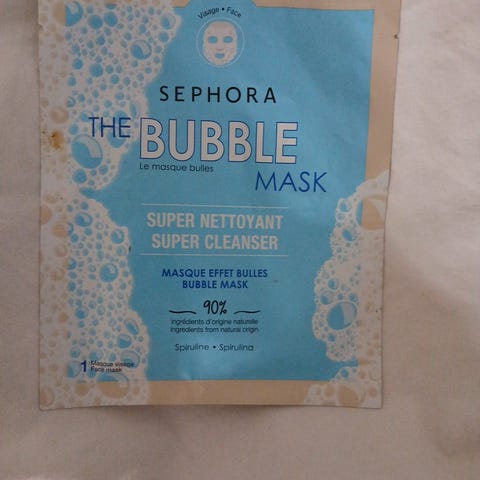 Visage • Face
SEPHORA
THE BUBBLE
Le masque bulles
MASK
SUPER NETTOYANT
SUPER CLEANSER
MASQUE EFFET BULLES
BUBBLE MASK
90%
ingrédients d'origine naturelle
ingredients from natural origin
Spiruline • Spirulina
1 Masque visage
Face mask